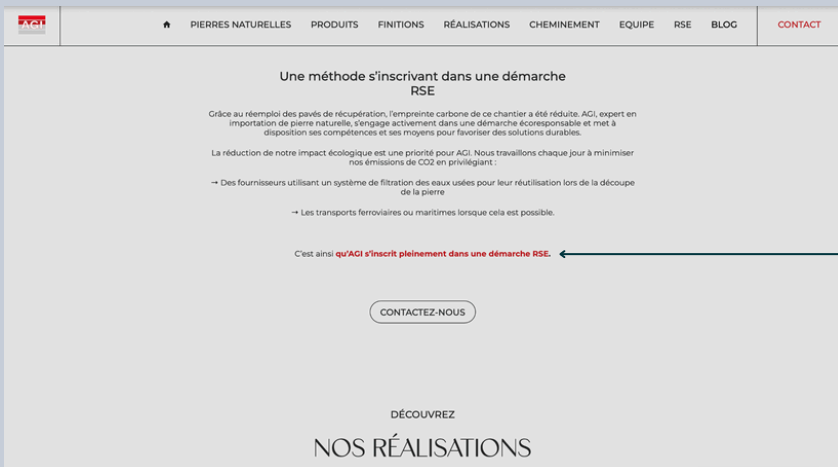 AGI
PIERRES NATURELLES PRODUITS FINITIONS RÉALISATIONS CHEMINEMENT EQUIPE RSE BLOG CONTACT
Une méthode s'inscrivant dans une démarche
RSE
Grâce au réemploi des pavés de récupération, l'empreinte carbone de ce chantier a été réduite. AGI, expert en
importation de pierre naturelle, s'engage activement dans une démarche écoresponsable et met à
disposition ses compétences et ses moyens pour favoriser des solutions durables.
La réduction de notre impact écologique est une priorité pour AGI. Nous travaillons chaque jour à minimiser
nos émissions de CO2 en privilégiant :
→ Des fournisseurs utilisant un système de filtration des eaux usées pour leur réutilisation lors de la découpe
de la pierre
→ Les transports ferroviaires ou maritimes lorsque cela est possible.
C'est ainsi qu'AGI s'inscrit pleinement dans une démarche RSE.
CONTACTEZ-NOUS
DÉCOUVREZ
NOS RÉALISATIONS